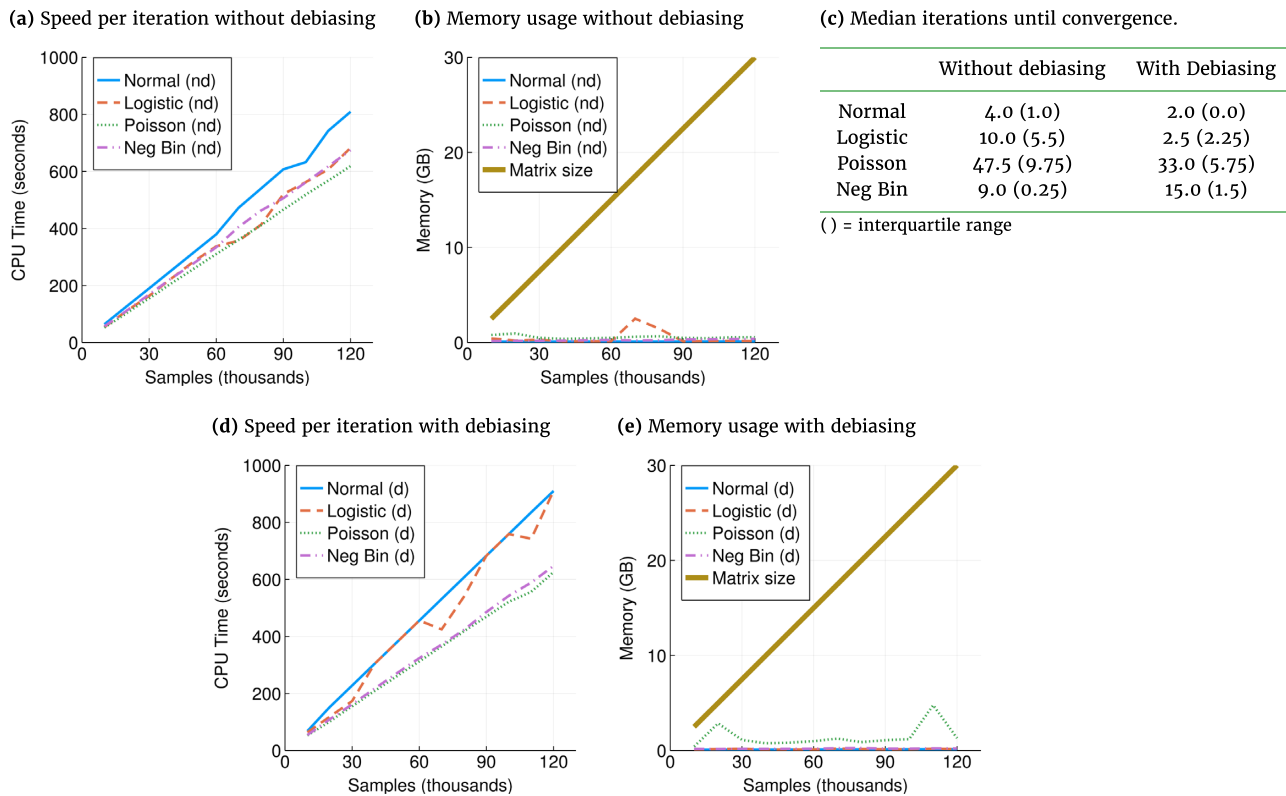 (a) Speed per iteration without debiasing
1000
800
600
400
200
0
CPU Time (seconds)
Normal (nd)
Logistic (nd)
Poisson (nd)
Neg Bin (nd)
0 30 60 90 120
Samples (thousands)
(b) Memory usage without debiasing
30
20
10
0
Memory (GB)
Normal (nd)
Logistic (nd)
Poisson (nd)
Neg Bin (nd)
Matrix size
0 30 60 90 120
Samples (thousands)
(c) Median iterations until convergence.
Without debiasing With Debiasing
Normal 4.0 (1.0) 2.0 (0.0)
Logistic 10.0 (5.5) 2.5 (2.25)
Poisson 47.5 (9.75) 33.0 (5.75)
Neg Bin 9.0 (0.25) 15.0 (1.5)
( ) = interquartile range
(d) Speed per iteration with debiasing
1000
800
600
400
200
0
CPU Time (seconds)
Normal (d)
Logistic (d)
Poisson (d)
Neg Bin (d)
0 30 60 90 120
Samples (thousands)
(e) Memory usage with debiasing
30
20
10
0
Memory (GB)
Normal (d)
Logistic (d)
Poisson (d)
Neg Bin (d)
Matrix size
0 30 60 90 120
Samples (thousands)